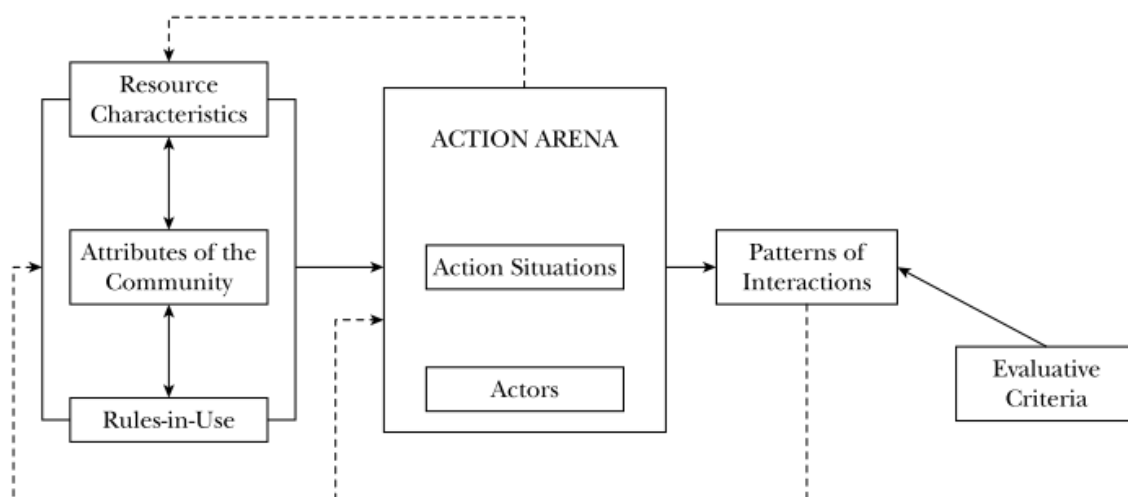 Resource
Characteristics
Attributes of the
Community
Rules-in-Use
ACTION ARENA
Action Situations
Actors
Patterns of
Interactions
Evaluative
Criteria